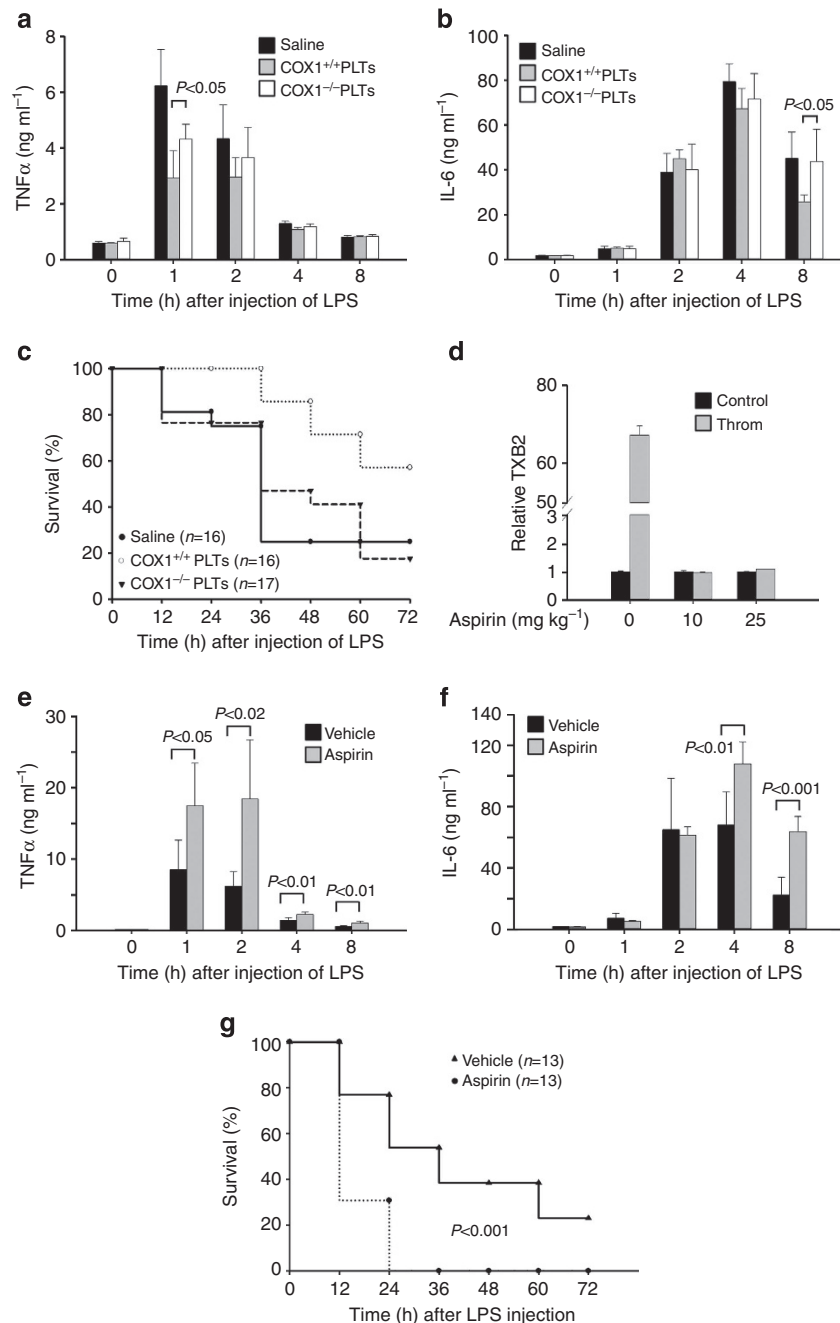 a
8
6
4
2
0
TNFα (ng ml⁻¹)
Saline
COX1⁺/⁺PLTs
COX1⁻/⁻PLTs
P<0.05
0 1 2 4 8
Time (h) after injection of LPS
b
100
80
60
40
20
0
IL-6 (ng ml⁻¹)
Saline
COX1⁺/⁺PLTs
COX1⁻/⁻PLTs
P<0.05
0 1 2 4 8
Time (h) after injection of LPS
c
100
80
60
40
20
0
Survival (%)
Saline (n=16)
COX1⁺/⁺ PLTs (n=16)
COX1⁻/⁻ PLTs (n=17)
0 12 24 36 48 60 72
Time (h) after injection of LPS
d
80
60
50
3
2
1
0
Relative TXB2
Control
Throm
Aspirin (mg kg⁻¹) 0 10 25
e
30
20
10
0
TNFα (ng ml⁻¹)
P<0.05
P<0.02
Vehicle
Aspirin
P<0.01
P<0.01
0 1 2 4 8
Time (h) after injection of LPS
f
140
120
80
40
0
IL-6 (ng ml⁻¹)
Vehicle
Aspirin
P<0.01
P<0.001
0 1 2 4 8
Time (h) after injection of LPS
g
100
80
60
40
20
0
Survival (%)
Vehicle (n=13)
Aspirin (n=13)
P<0.001
0 12 24 36 48 60 72
Time (h) after LPS injection